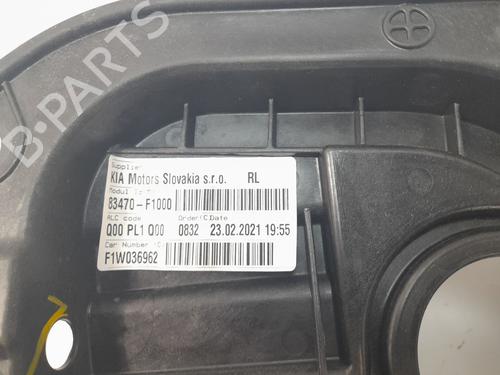 B-PARTS
Supplier
KIA Motors Slovakia s.r.o. RL
83470-F1000
ALC code Order(C.Date
Q00 PL1 Q00 0832 23.02.2021 19:55
Car Number
F1W036962